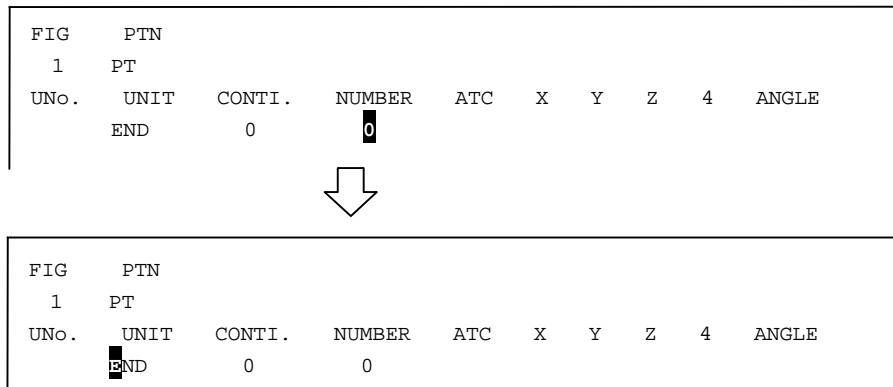 FIG PTN
1 PT
UNo. UNIT CONTI. NUMBER ATC X Y Z 4 ANGLE
END 0 0
FIG PTN
1 PT
UNo. UNIT CONTI. NUMBER ATC X Y Z 4 ANGLE
END 0 0